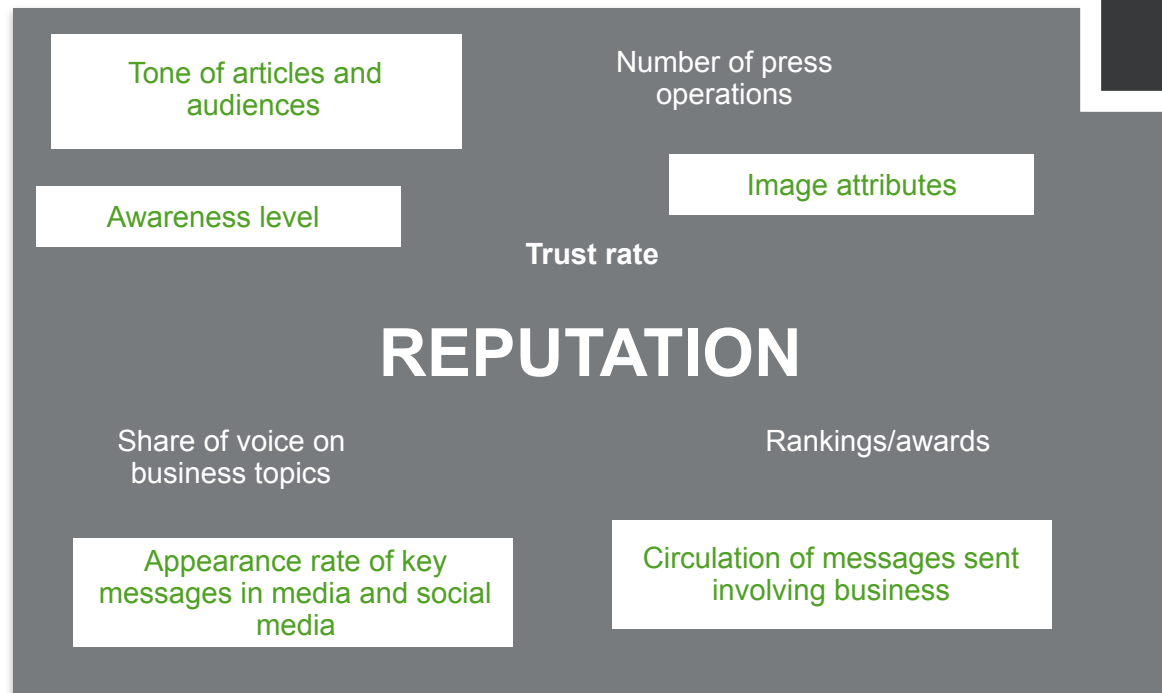 Tone of articles and
audiences
Number of press
operations
Image attributes
Awareness level
Trust rate
REPUTATION
Share of voice on
business topics
Rankings/awards
Appearance rate of key
messages in media and social
media
Circulation of messages sent
involving business